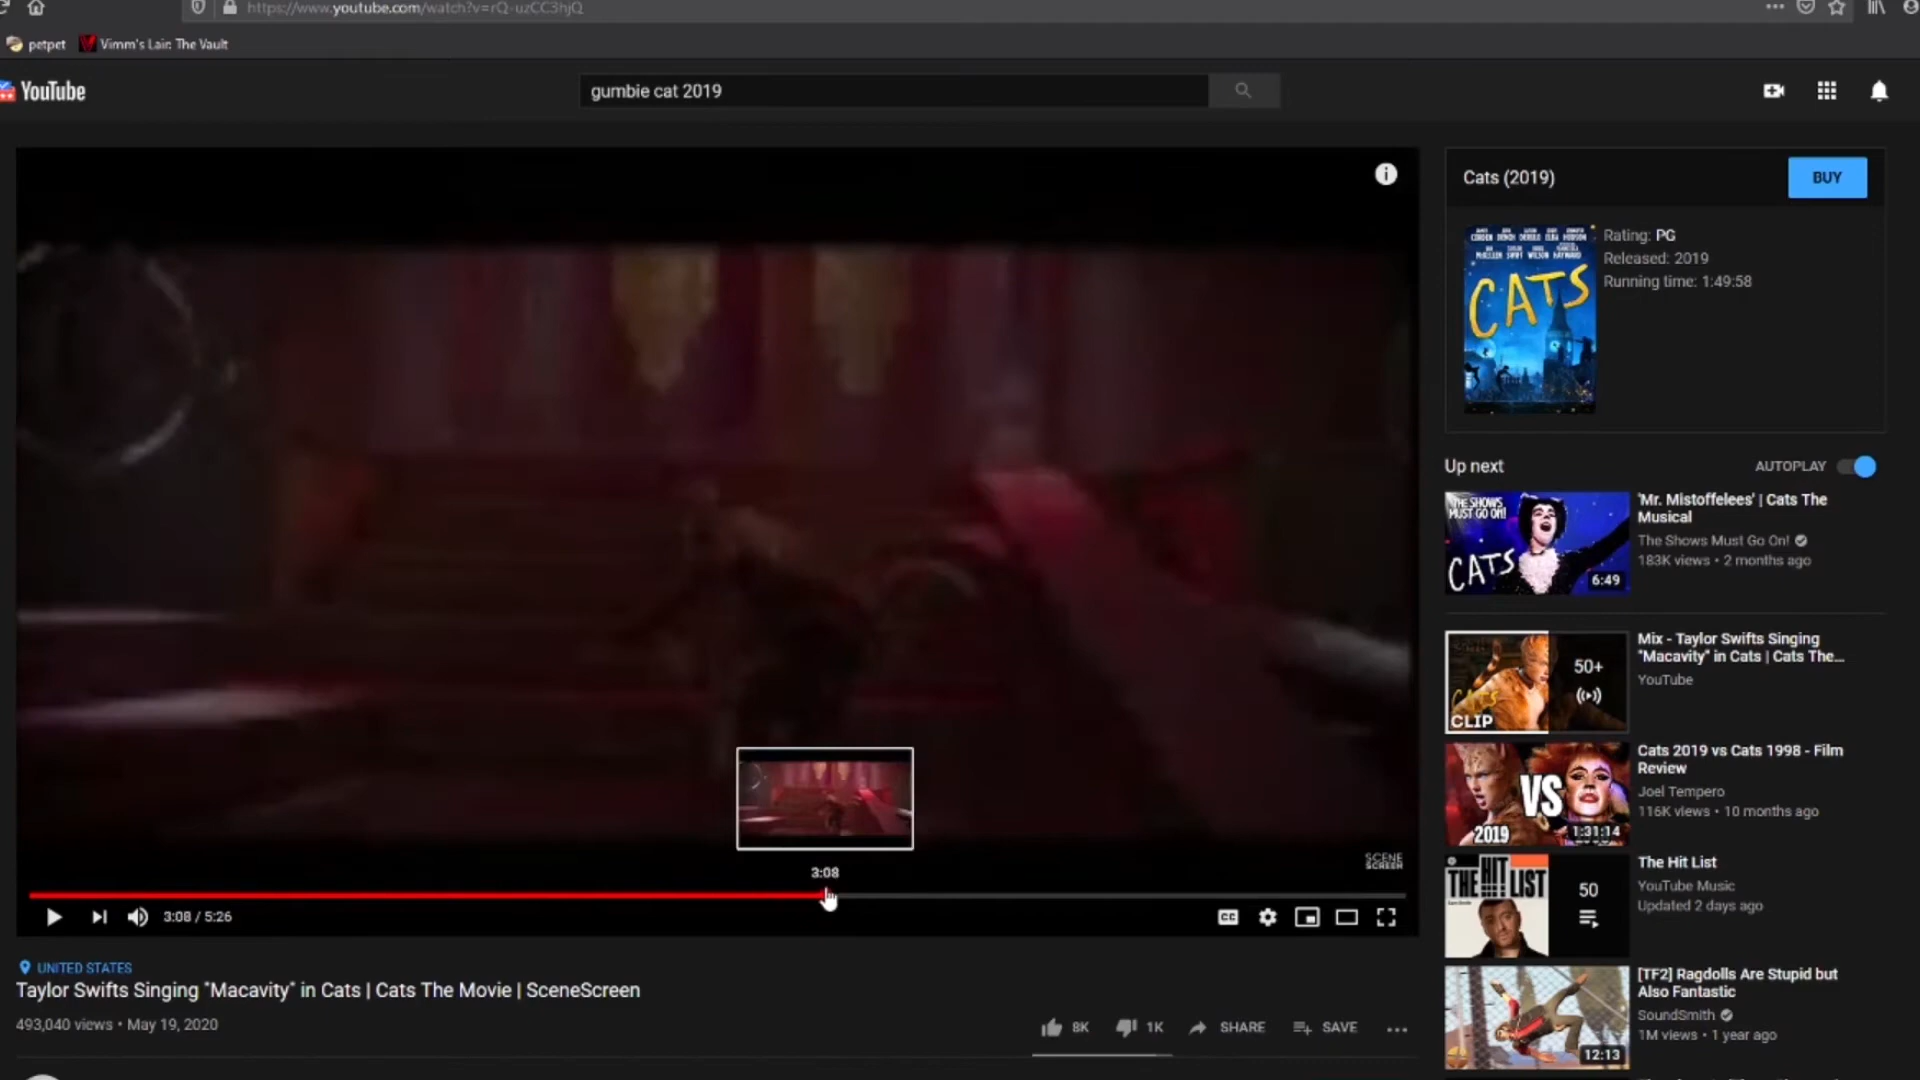 https://www.youtube.com/watch?v=rQ-uzCC3hjQ
petpet
Vimm's Lair: The Vault
YouTube
gumbie cat 2019
Cats (2019)
BUY
CATS
Rating: PG
Released: 2019
Running time: 1:49:58
Up next
AUTOPLAY
THE SHOWS
MUST GO ON!
CATS
6:49
'Mr. Mistoffelees' | Cats The
Musical
The Shows Must Go On!
183K views • 2 months ago
CATS
CLIP
50+
Mix - Taylor Swifts Singing
"Macavity" in Cats | Cats The...
YouTube
VS
2019
1:31:14
Cats 2019 vs Cats 1998 - Film
Review
Joel Tempero
116K views • 10 months ago
THE HIT LIST
50
The Hit List
YouTube Music
Updated 2 days ago
12:13
[TF2] Ragdolls Are Stupid but
Also Fantastic
SoundSmith
1M views • 1 year ago
SCENE
SCREEN
3:08
3:08 / 5:26
CC
UNITED STATES
Taylor Swifts Singing "Macavity" in Cats | Cats The Movie | SceneScreen
493,040 views • May 19, 2020
8K
1K
SHARE
SAVE